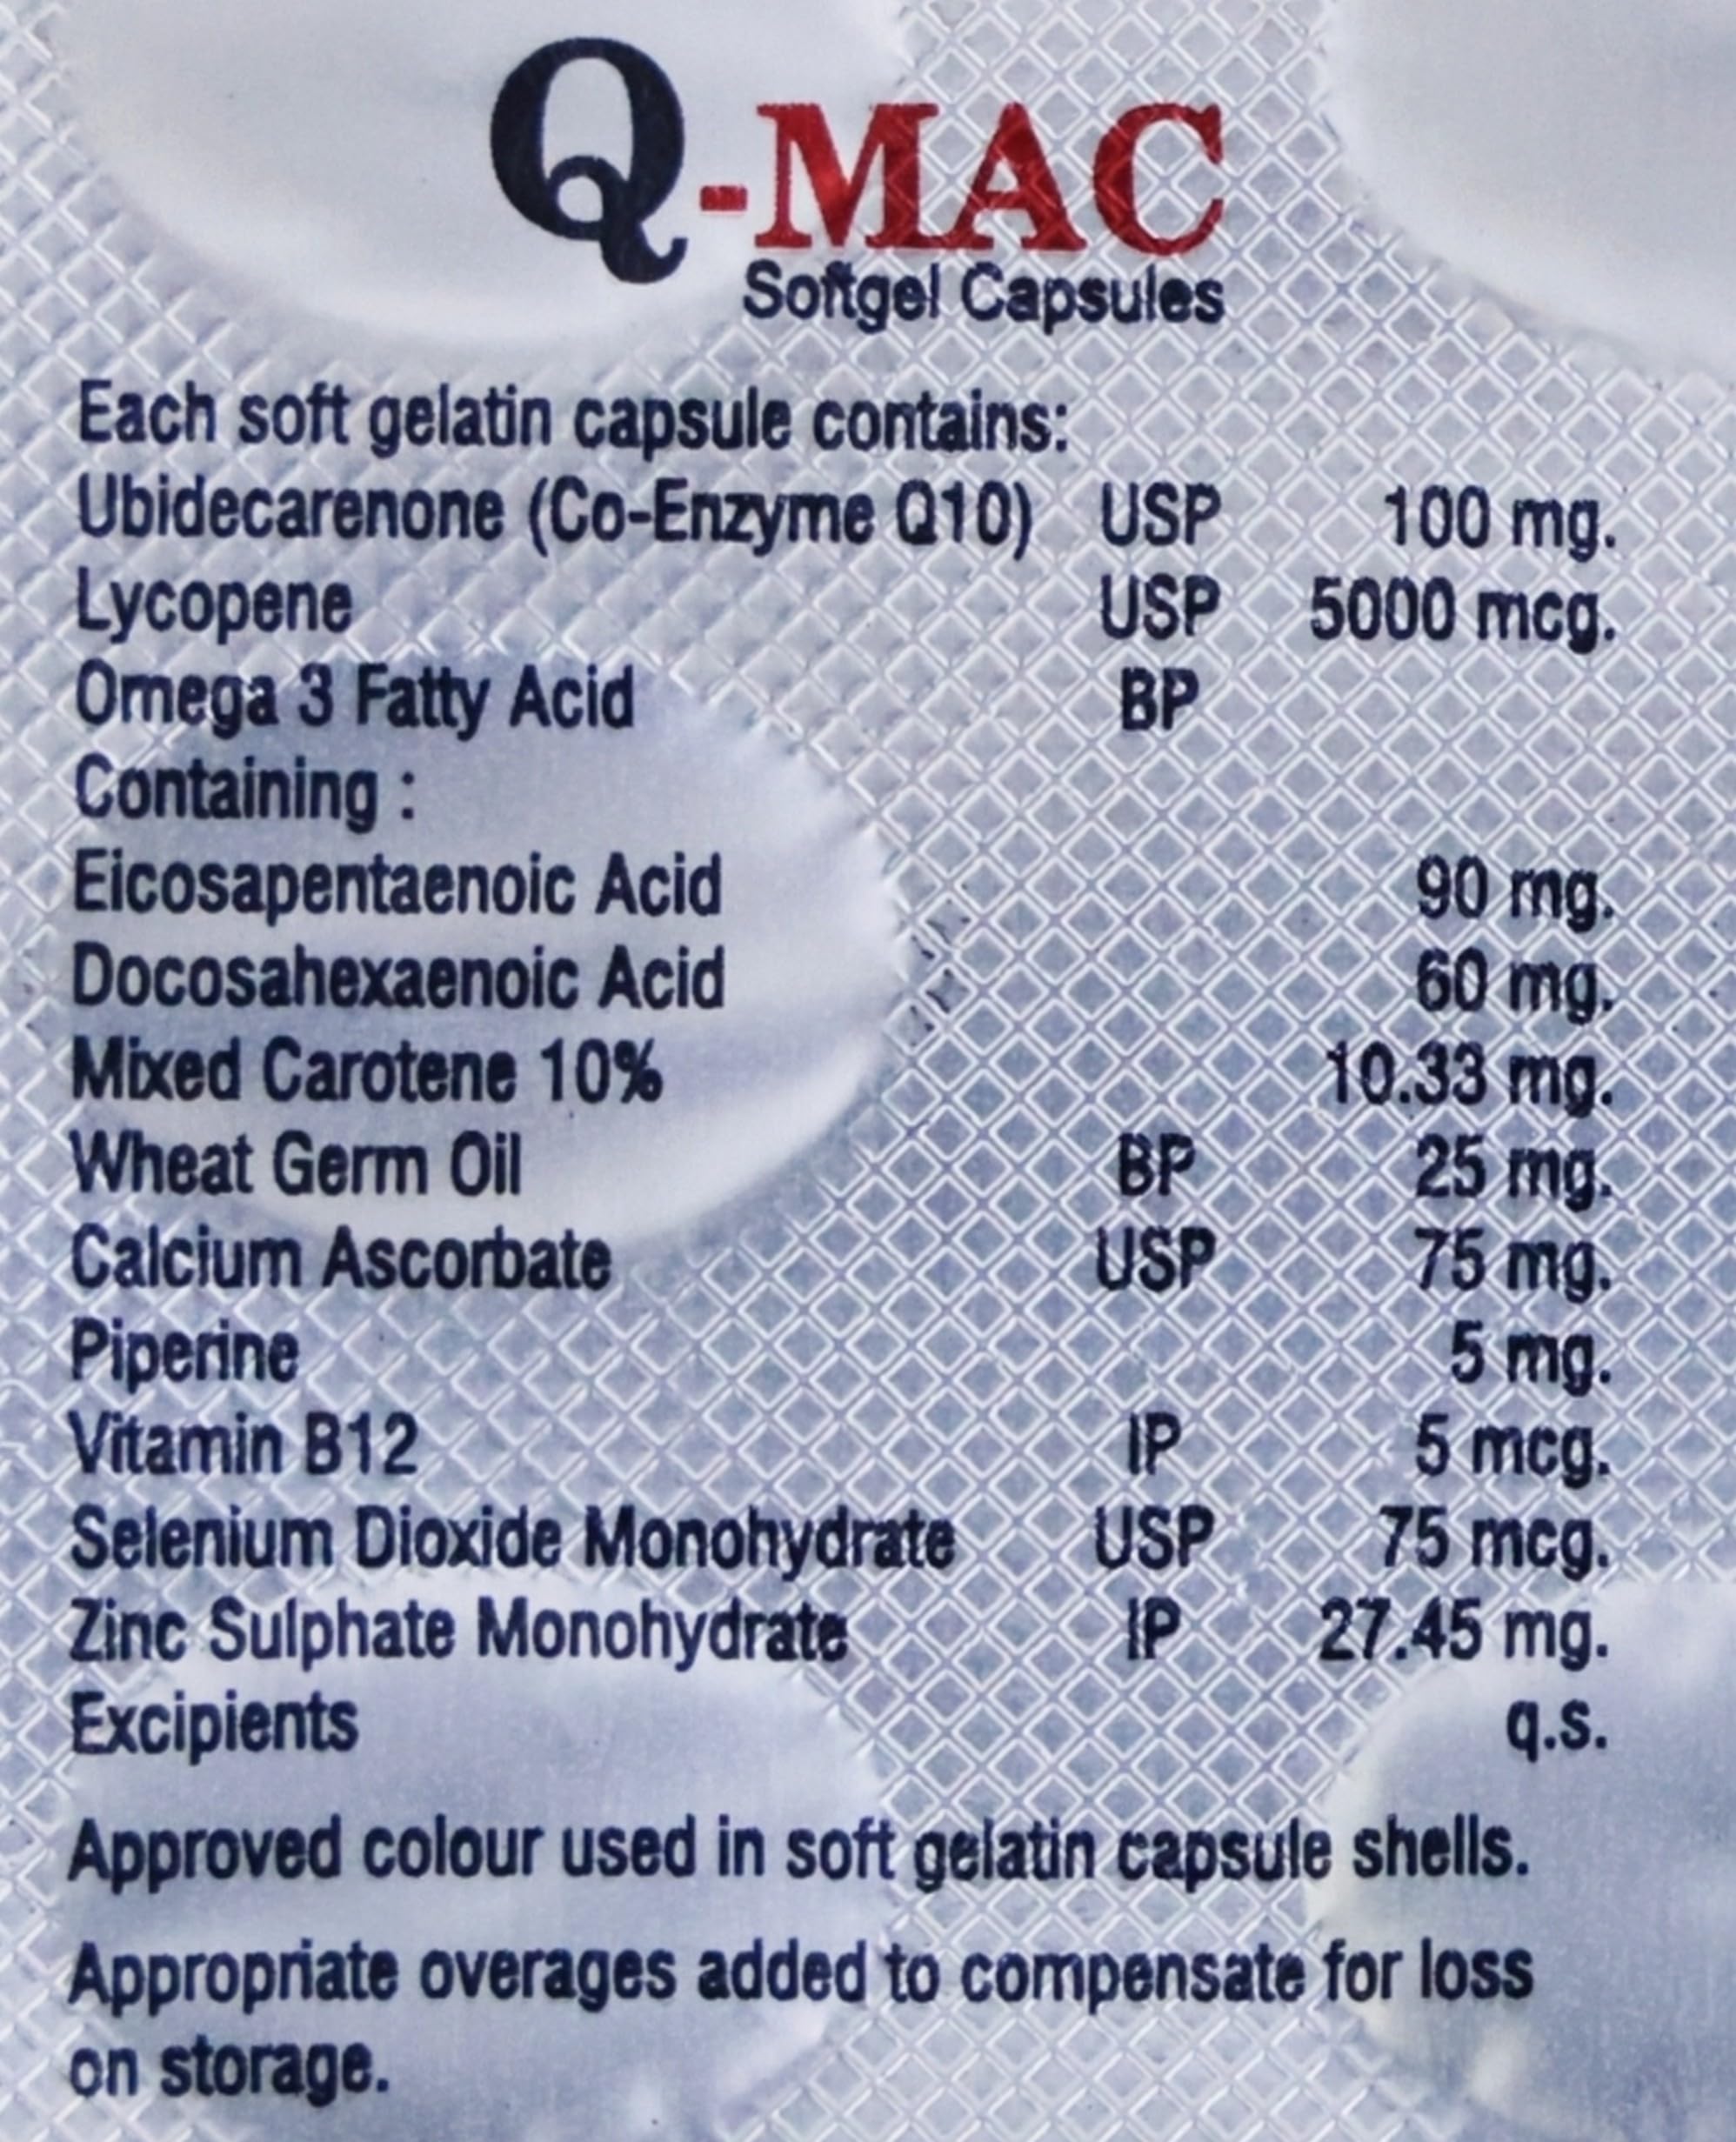 Q-MAC
Softgel Capsules
Each soft gelatin capsule contains:
Ubidecarenone (Co-Enzyme Q10) USP 100 mg.
Lycopene USP 5000 mcg.
Omega 3 Fatty Acid BP
Containing :
Eicosapentaenoic Acid 90 mg.
Docosahexaenoic Acid 60 mg.
Mixed Carotene 10% 10.33 mg.
Wheat Germ Oil BP 25 mg.
Calcium Ascorbate USP 75 mg.
Piperine 5 mg.
Vitamin B12 IP 5 mcg.
Selenium Dioxide Monohydrate USP 75 mcg.
Zinc Sulphate Monohydrate IP 27.45 mg.
Excipients q.s.
Approved colour used in soft gelatin capsule shells.
Appropriate overages added to compensate for loss
on storage.